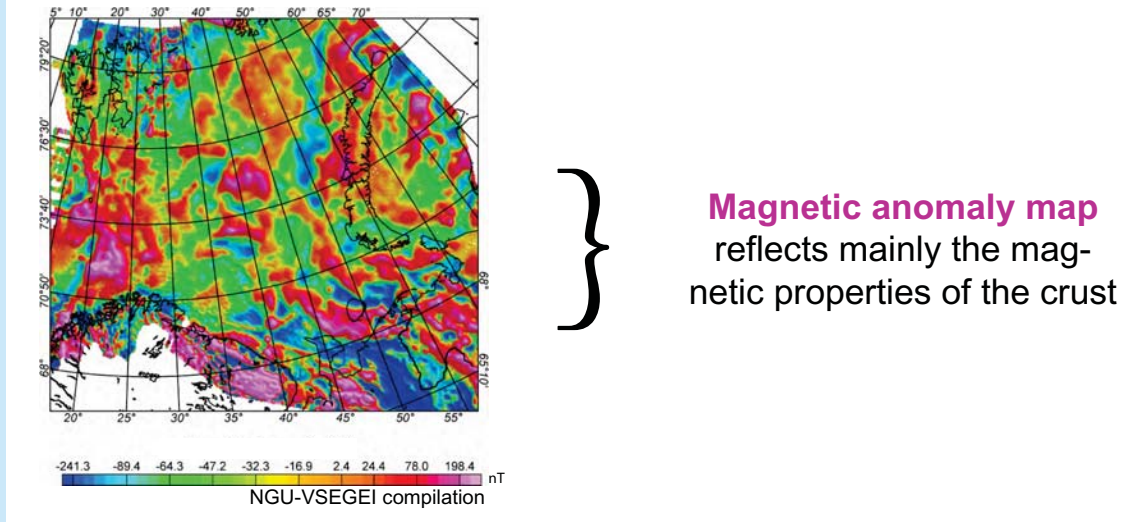 5° 10° 20° 30° 40° 50° 60° 65° 70°
79°20'
76°30'
73°40'
70°50'
68°
68°
65°10'
20° 25° 30° 35° 40° 45° 50° 55°
-241.3 -89.4 -64.3 -47.2 -32.3 -16.9 2.4 24.4 78.0 198.4 nT
NGU-VSEGEI compilation
}
Magnetic anomaly map
reflects mainly the mag-
netic properties of the crust